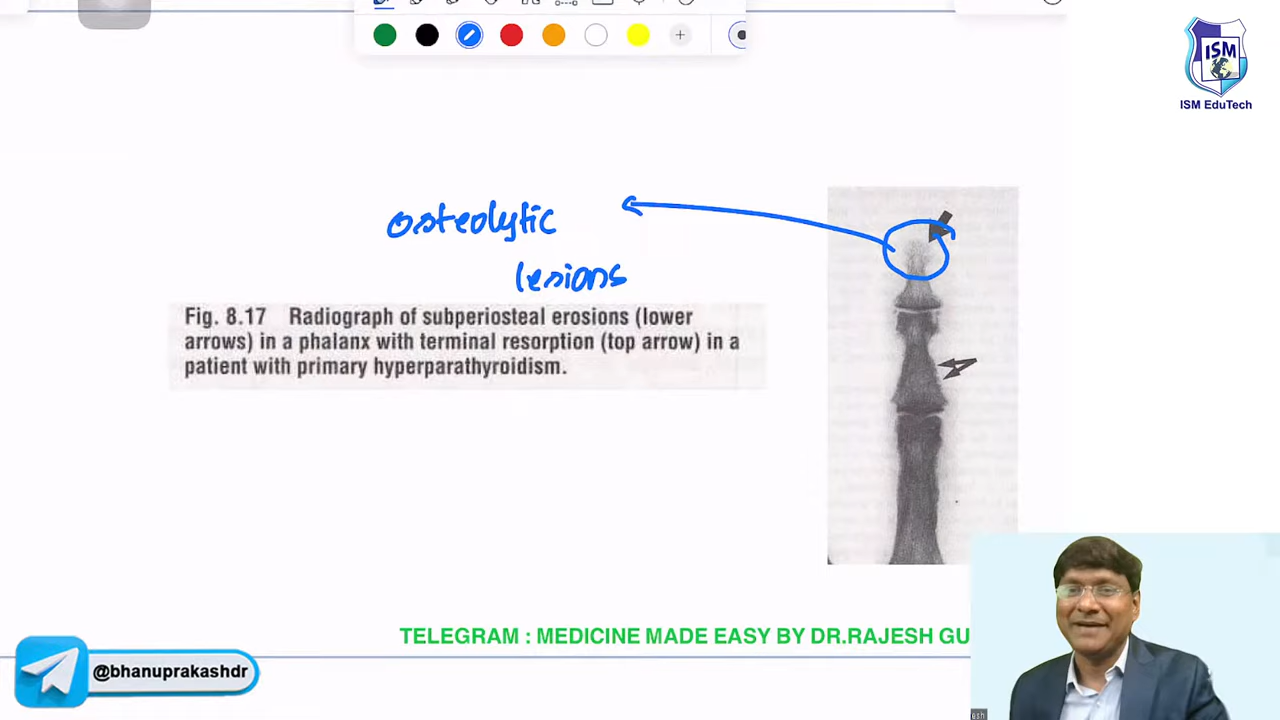 ISM
ISM EduTech
osteolytic
lesions
Fig. 8.17 Radiograph of subperiosteal erosions (lower
arrows) in a phalanx with terminal resorption (top arrow) in a
patient with primary hyperparathyroidism.
TELEGRAM : MEDICINE MADE EASY BY DR.RAJESH GU
@bhanuprakashdr
esh